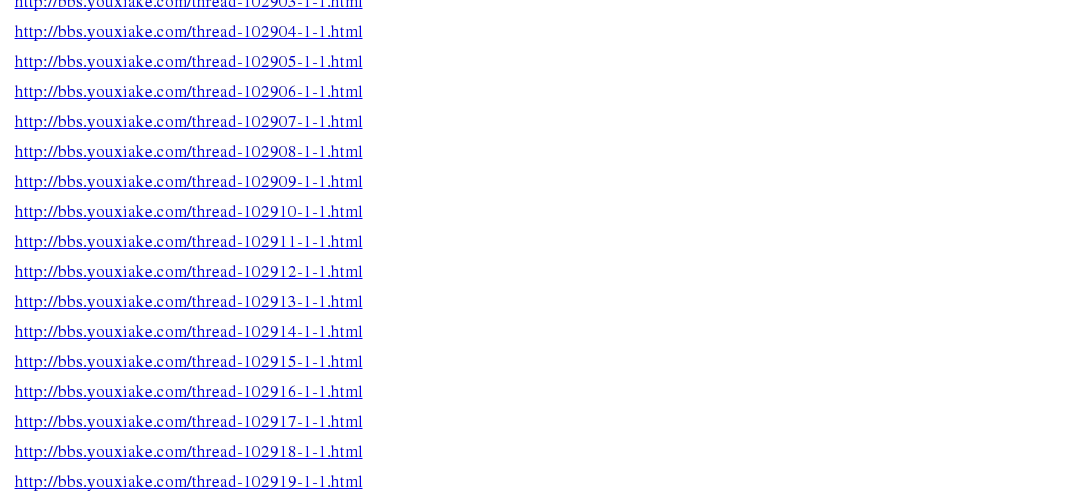 http://bbs.youxiake.com/thread-102903-1-1.html
http://bbs.youxiake.com/thread-102904-1-1.html
http://bbs.youxiake.com/thread-102905-1-1.html
http://bbs.youxiake.com/thread-102906-1-1.html
http://bbs.youxiake.com/thread-102907-1-1.html
http://bbs.youxiake.com/thread-102908-1-1.html
http://bbs.youxiake.com/thread-102909-1-1.html
http://bbs.youxiake.com/thread-102910-1-1.html
http://bbs.youxiake.com/thread-102911-1-1.html
http://bbs.youxiake.com/thread-102912-1-1.html
http://bbs.youxiake.com/thread-102913-1-1.html
http://bbs.youxiake.com/thread-102914-1-1.html
http://bbs.youxiake.com/thread-102915-1-1.html
http://bbs.youxiake.com/thread-102916-1-1.html
http://bbs.youxiake.com/thread-102917-1-1.html
http://bbs.youxiake.com/thread-102918-1-1.html
http://bbs.youxiake.com/thread-102919-1-1.html